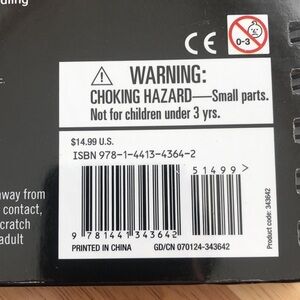 0-3
WARNING:
CHOKING HAZARD—Small parts.
Not for children under 3 yrs.
$14.99 U.S.
ISBN 978-1-4413-4364-2
51499 >
9 781441 343642
PRINTED IN CHINA
GD/CN 070124-343642
Product code: 343642
away from
contact,
scratch
adult